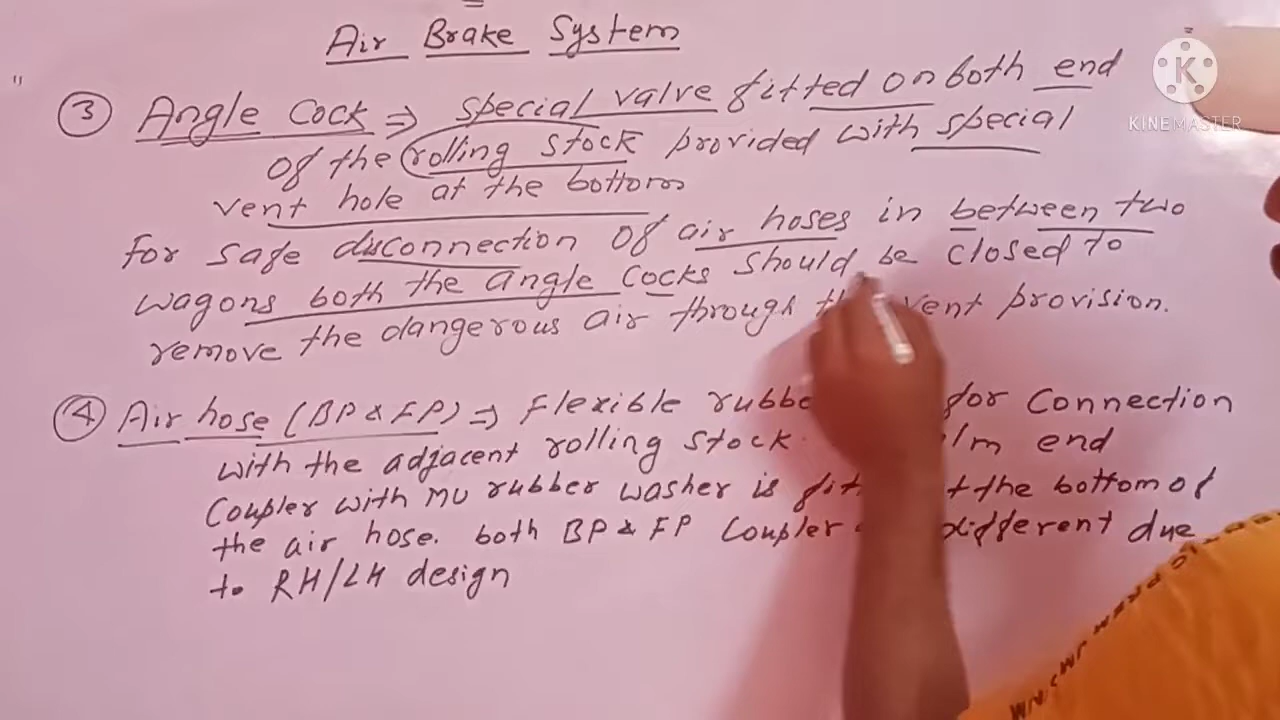 Air Brake System
③ Angle Cock ⇒ special valve fitted on both end
of the rolling stock provided with special
vent hole at the bottom
For safe disconnection of air hoses in between two
wagons both the angle cocks should be closed to
remove the dangerous air through vent provision.
④ Air hose (BP & FP) ⇒ Flexible rubber for connection
with the adjacent rolling stock. end
Coupler with MU rubber washer is the bottom of
the air hose. both BP & FP Coupler different due
to RH/LH design
K
KINEMASTER